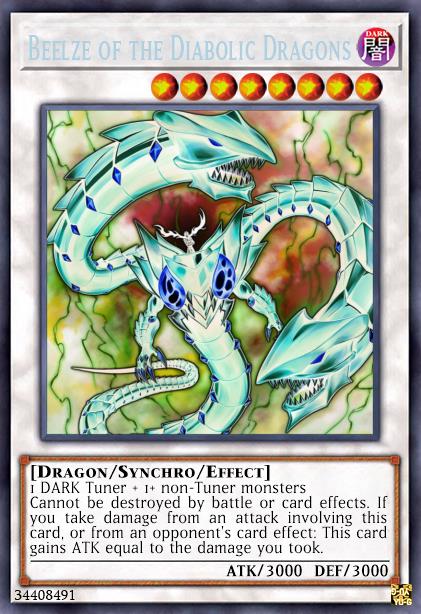 Beelze of the Diabolic Dragons
DARK
闇
[Dragon/Synchro/Effect]
1 DARK Tuner + 1+ non-Tuner monsters
Cannot be destroyed by battle or card effects. If
you take damage from an attack involving this
card, or from an opponent's card effect: This card
gains ATK equal to the damage you took.
ATK/3000 DEF/3000
34408491